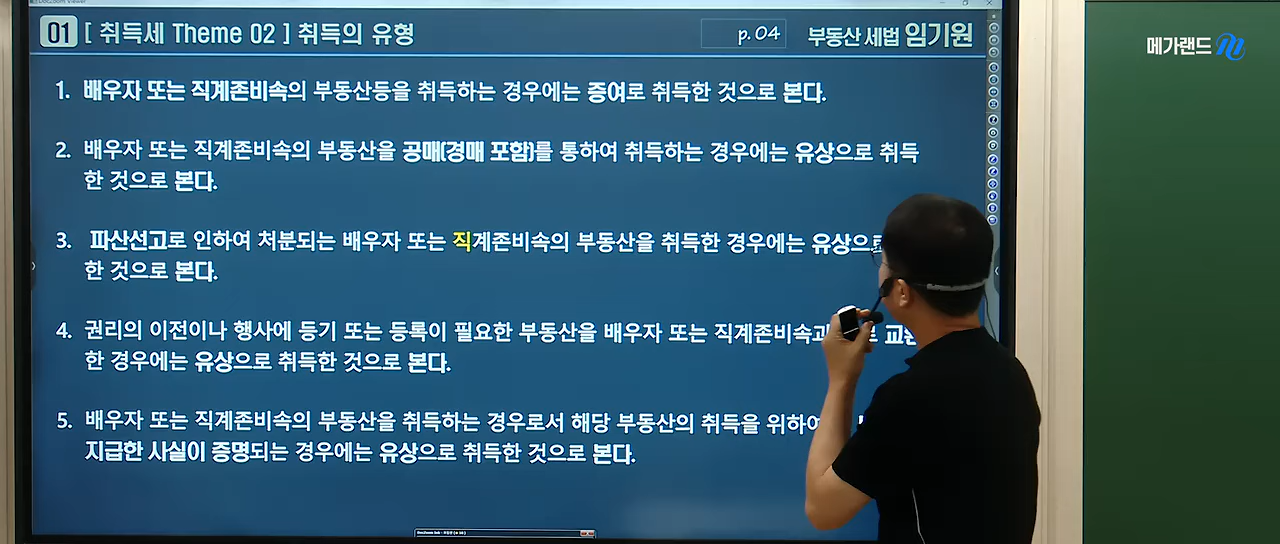 01 [ 취득세 Theme 02 ] 취득의 유형
p. 04
부동산 세법 임기원
메가랜드
1. 배우자 또는 직계존비속의 부동산등을 취득하는 경우에는 증여로 취득한 것으로 본다.
2. 배우자 또는 직계존비속의 부동산을 공매(경매 포함)를 통하여 취득하는 경우에는 유상으로 취득
한 것으로 본다.
3. 파산선고로 인하여 처분되는 배우자 또는 직계존비속의 부동산을 취득한 경우에는 유상으로
한 것으로 본다.
4. 권리의 이전이나 행사에 등기 또는 등록이 필요한 부동산을 배우자 또는 직계존비속과 교환
한 경우에는 유상으로 취득한 것으로 본다.
5. 배우자 또는 직계존비속의 부동산을 취득하는 경우로서 해당 부동산의 취득을 위하여
지급한 사실이 증명되는 경우에는 유상으로 취득한 것으로 본다.